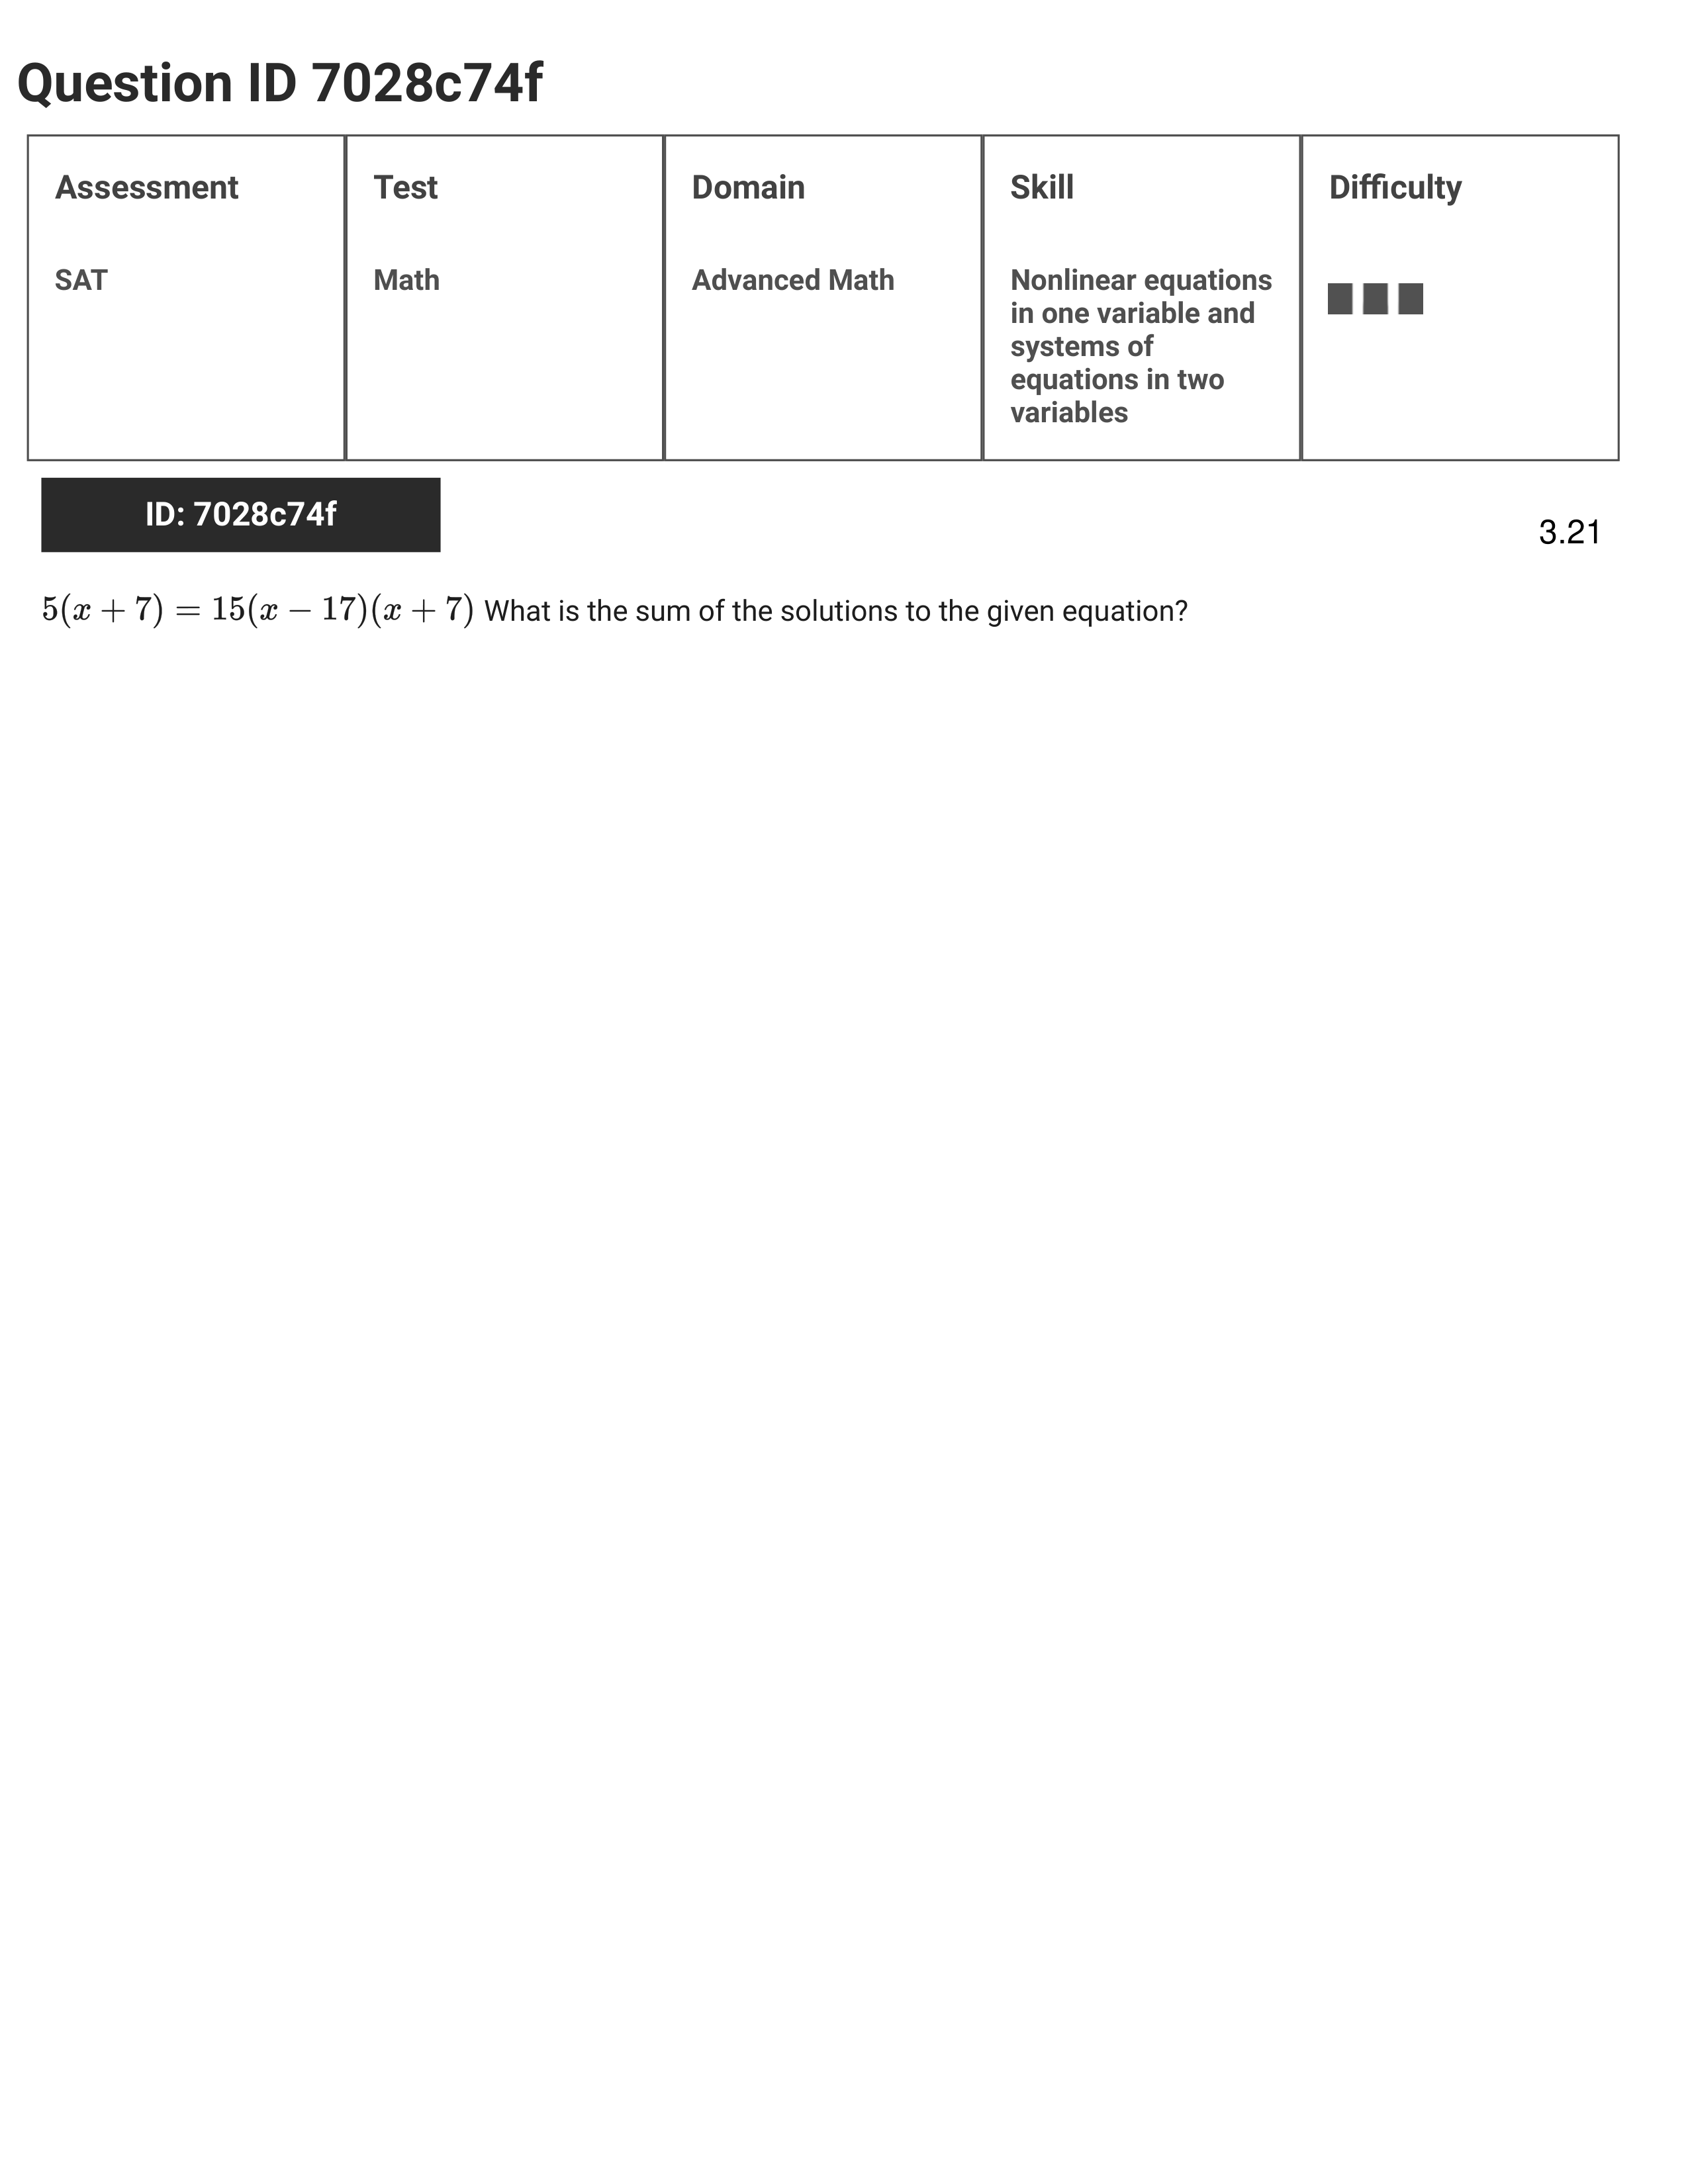 Question ID 7028c74f
Assessment
Test
Domain
Skill
Difficulty
SAT
Math
Advanced Math
Nonlinear equations
in one variable and
systems of
equations in two
variables
ID: 7028c74f
3.21
5(x + 7) = 15(x − 17)(x + 7) What is the sum of the solutions to the given equation?